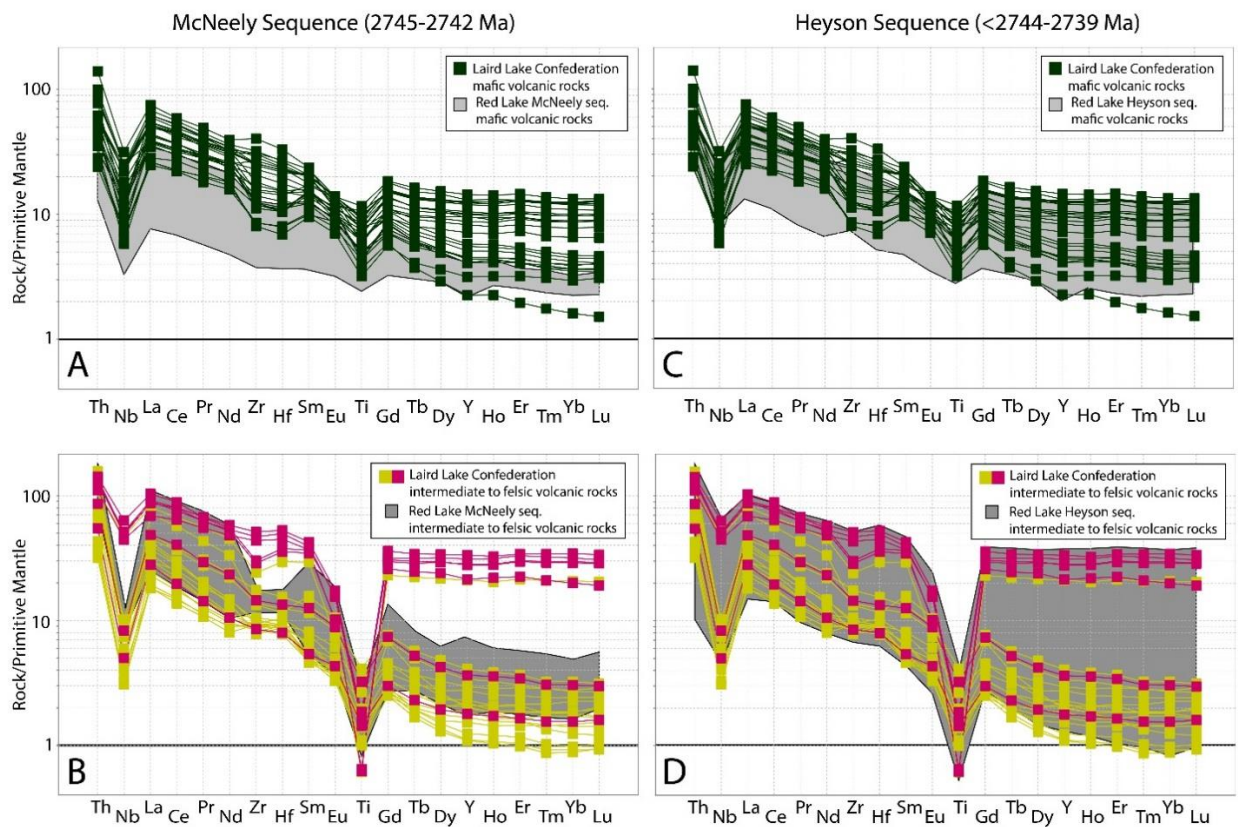 McNeely Sequence (2745-2742 Ma)
Heyson Sequence (<2744-2739 Ma)
Rock/Primitive Mantle
100
10
1
Laird Lake Confederation
mafic volcanic rocks
Red Lake McNeely seq.
mafic volcanic rocks
A
Th Nb La Ce Pr Nd Zr Hf Sm Eu Ti Gd Tb Dy Y Ho Er Tm Yb Lu
Laird Lake Confederation
mafic volcanic rocks
Red Lake Heyson seq.
mafic volcanic rocks
C
Th Nb La Ce Pr Nd Zr Hf Sm Eu Ti Gd Tb Dy Y Ho Er Tm Yb Lu
Rock/Primitive Mantle
100
10
1
Laird Lake Confederation
intermediate to felsic volcanic rocks
Red Lake McNeely seq.
intermediate to felsic volcanic rocks
B
Th Nb La Ce Pr Nd Zr Hf Sm Eu Ti Gd Tb Dy Y Ho Er Tm Yb Lu
Laird Lake Confederation
intermediate to felsic volcanic rocks
Red Lake Heyson seq.
intermediate to felsic volcanic rocks
D
Th Nb La Ce Pr Nd Zr Hf Sm Eu Ti Gd Tb Dy Y Ho Er Tm Yb Lu